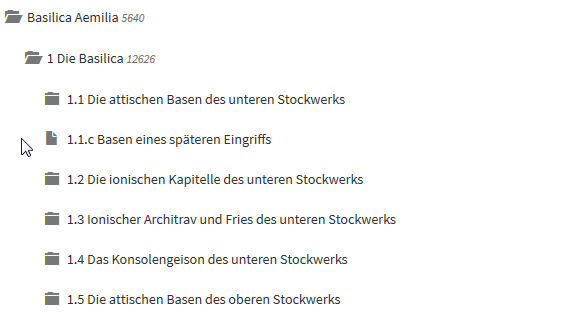 Basilica Aemilia 5640
1 Die Basilica 12626
1.1 Die attischen Basen des unteren Stockwerks
1.1.c Basen eines späteren Eingriffs
1.2 Die ionischen Kapitelle des unteren Stockwerks
1.3 Ionischer Architrav und Fries des unteren Stockwerks
1.4 Das Konsolengeison des unteren Stockwerks
1.5 Die attischen Basen des oberen Stockwerks